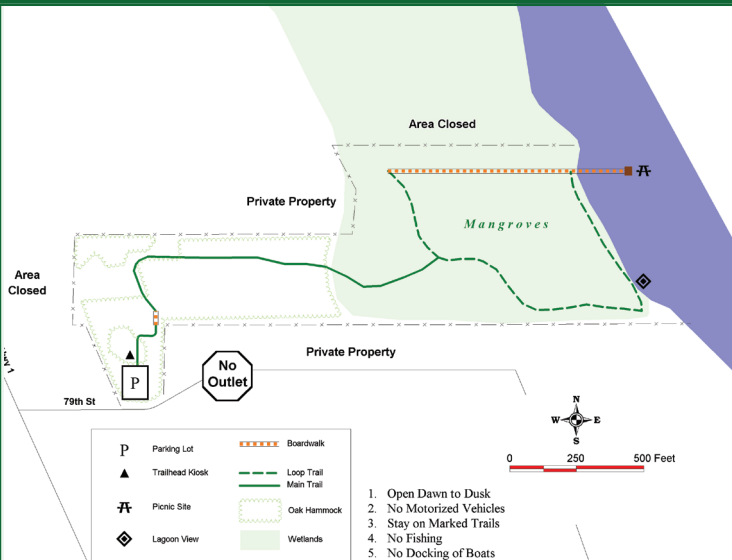 Area Closed
Private Property
Mangroves
Area
Closed
Private Property
No
Outlet
P
79th St
N
W E
S
0 250 500 Feet
P Parking Lot
Trailhead Kiosk
Picnic Site
Lagoon View
Boardwalk
Loop Trail
Main Trail
Oak Hammock
Wetlands
1. Open Dawn to Dusk
2. No Motorized Vehicles
3. Stay on Marked Trails
4. No Fishing
5. No Docking of Boats